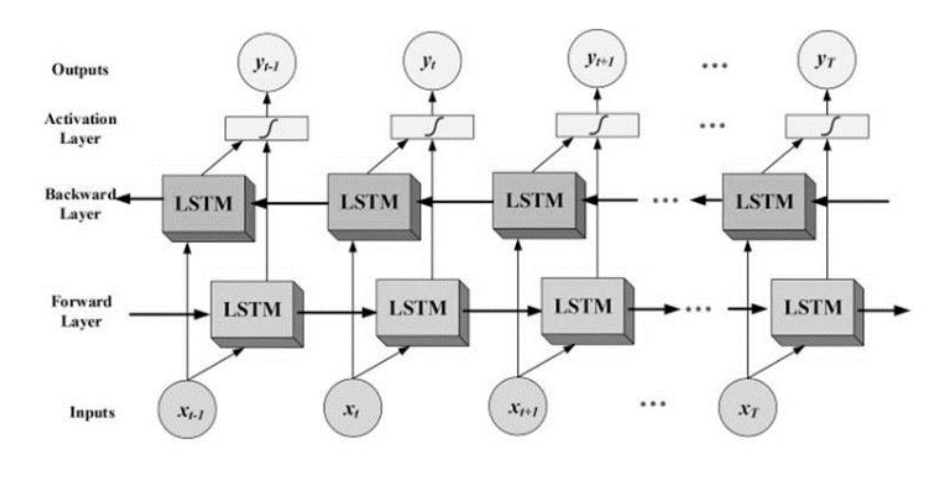 Outputs
y_{t-1} y_t y_{t+1} ... y_T
Activation
Layer
∫ ∫ ∫ ... ∫
Backward
Layer
LSTM LSTM LSTM ... LSTM
Forward
Layer
LSTM LSTM LSTM ... LSTM
Inputs
x_{t-1} x_t x_{t+1} ... x_T